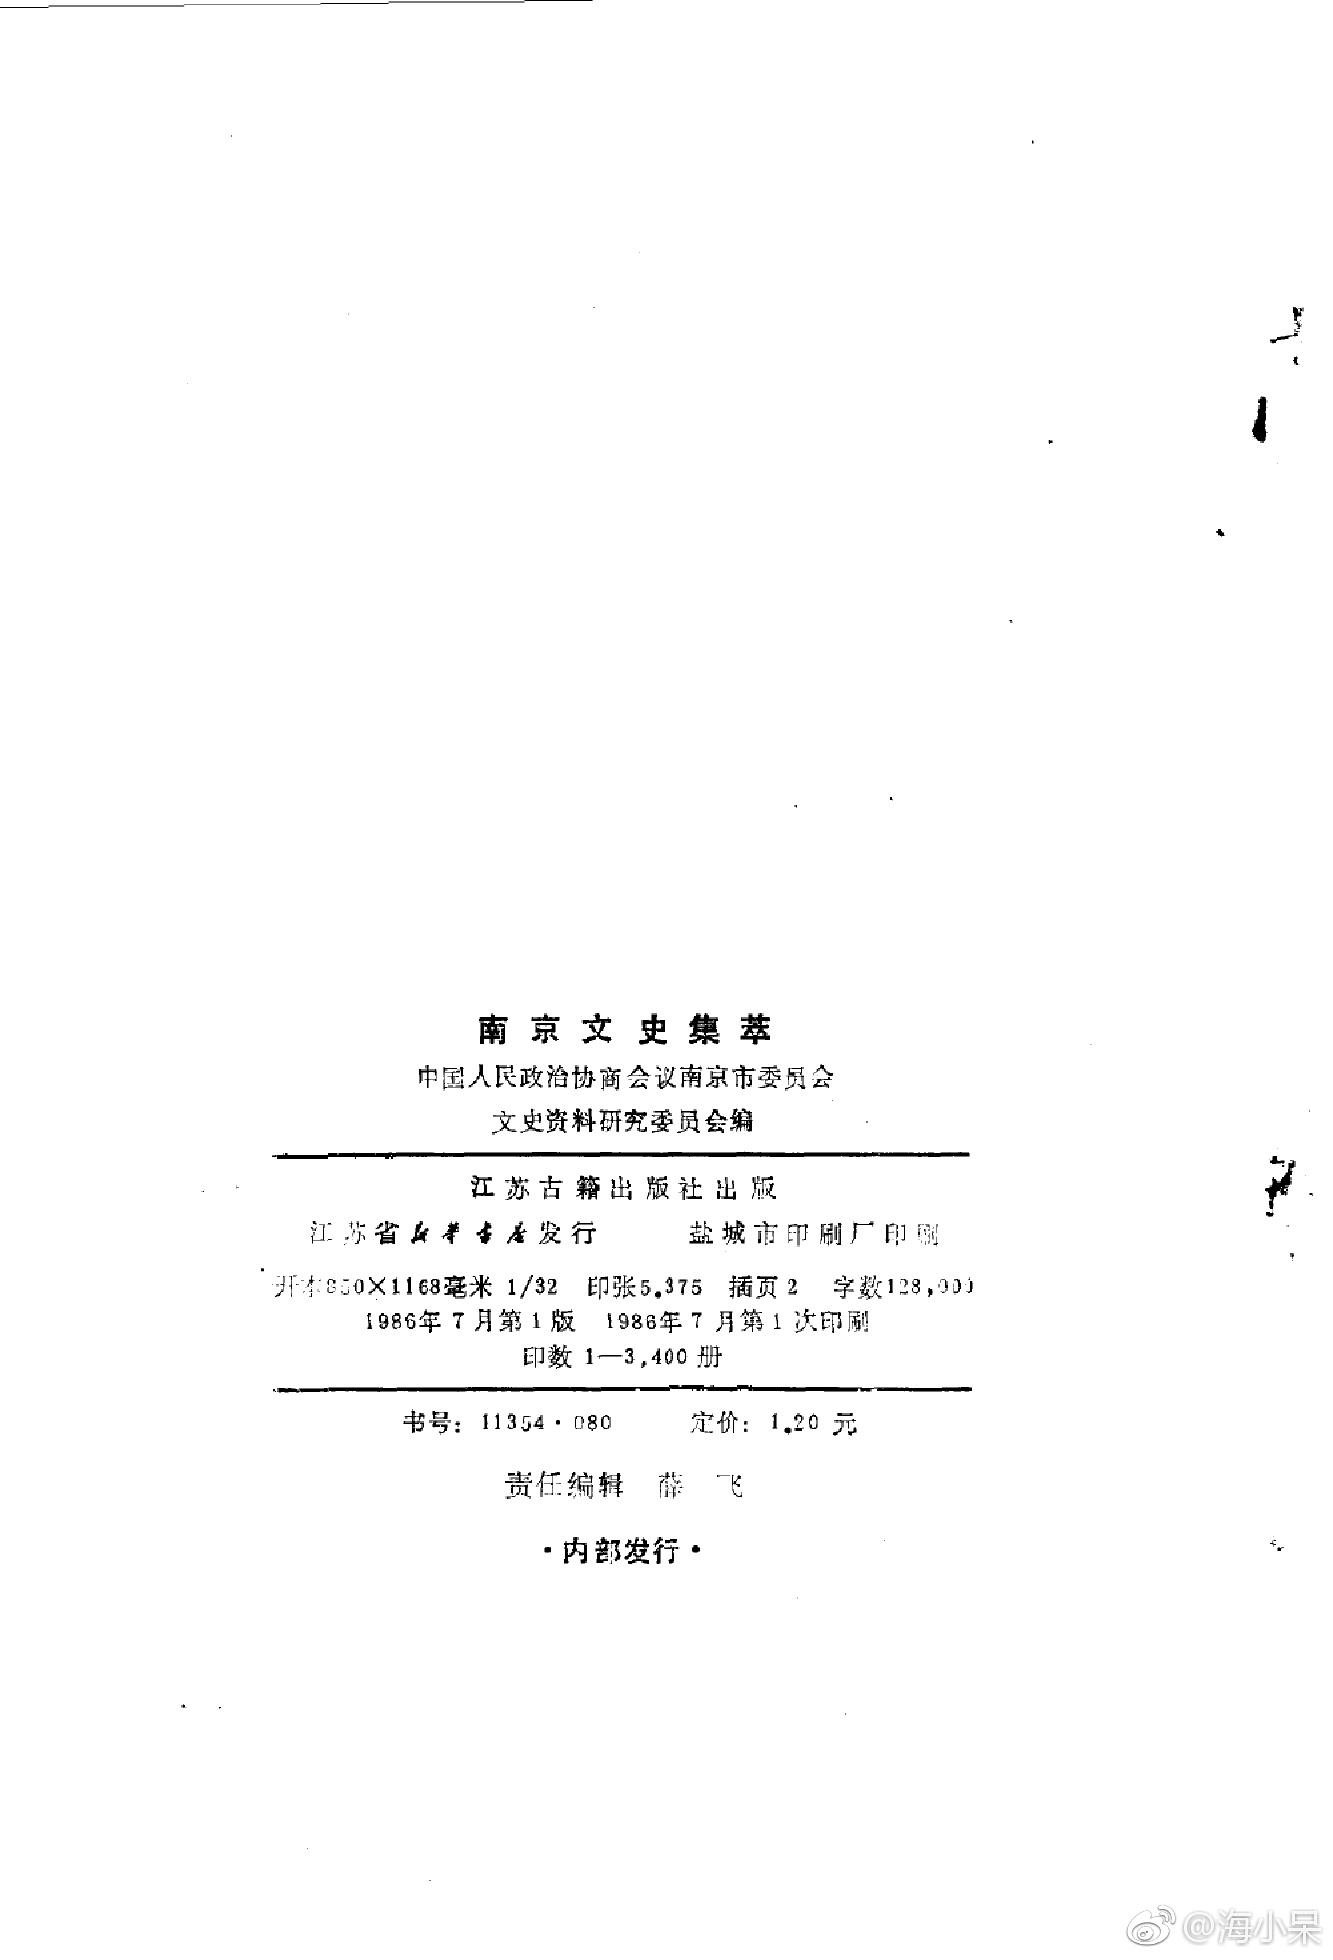 南京文史集萃
中国人民政治协商会议南京市委员会
文史资料研究委员会编
江苏古籍出版社出版
江苏省新华书店发行 盐城市印刷厂印刷
开本850×1168毫米 1/32 印张5.375 插页2 字数128,000
1986年7月第1版 1986年7月第1次印刷
印数 1—3,400 册
书号：11354·080 定价：1.20 元
责任编辑 薛 飞
·内部发行·
@海小呆